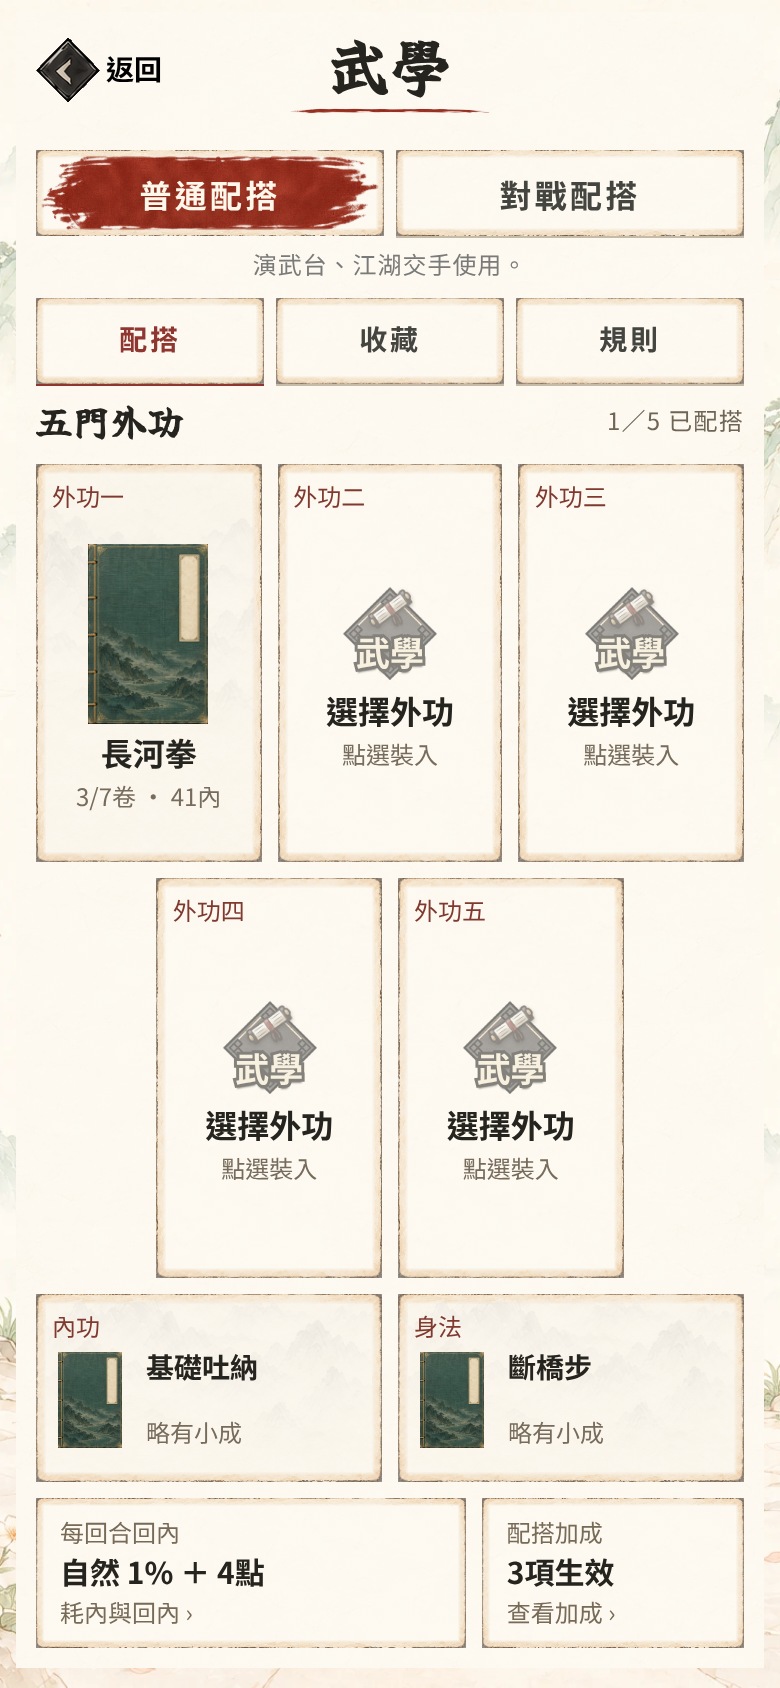 返回
武學
普通配搭
對戰配搭
演武台、江湖交手使用。
配搭
收藏
規則
五門外功
1／5 已配搭
外功一
長河拳
3/7卷 · 41內
外功二
武學
選擇外功
點選裝入
外功三
武學
選擇外功
點選裝入
外功四
武學
選擇外功
點選裝入
外功五
武學
選擇外功
點選裝入
內功
基礎吐納
略有小成
身法
斷橋步
略有小成
每回合回內
自然 1% ＋ 4點
耗內與回內 ›
配搭加成
3項生效
查看加成 ›